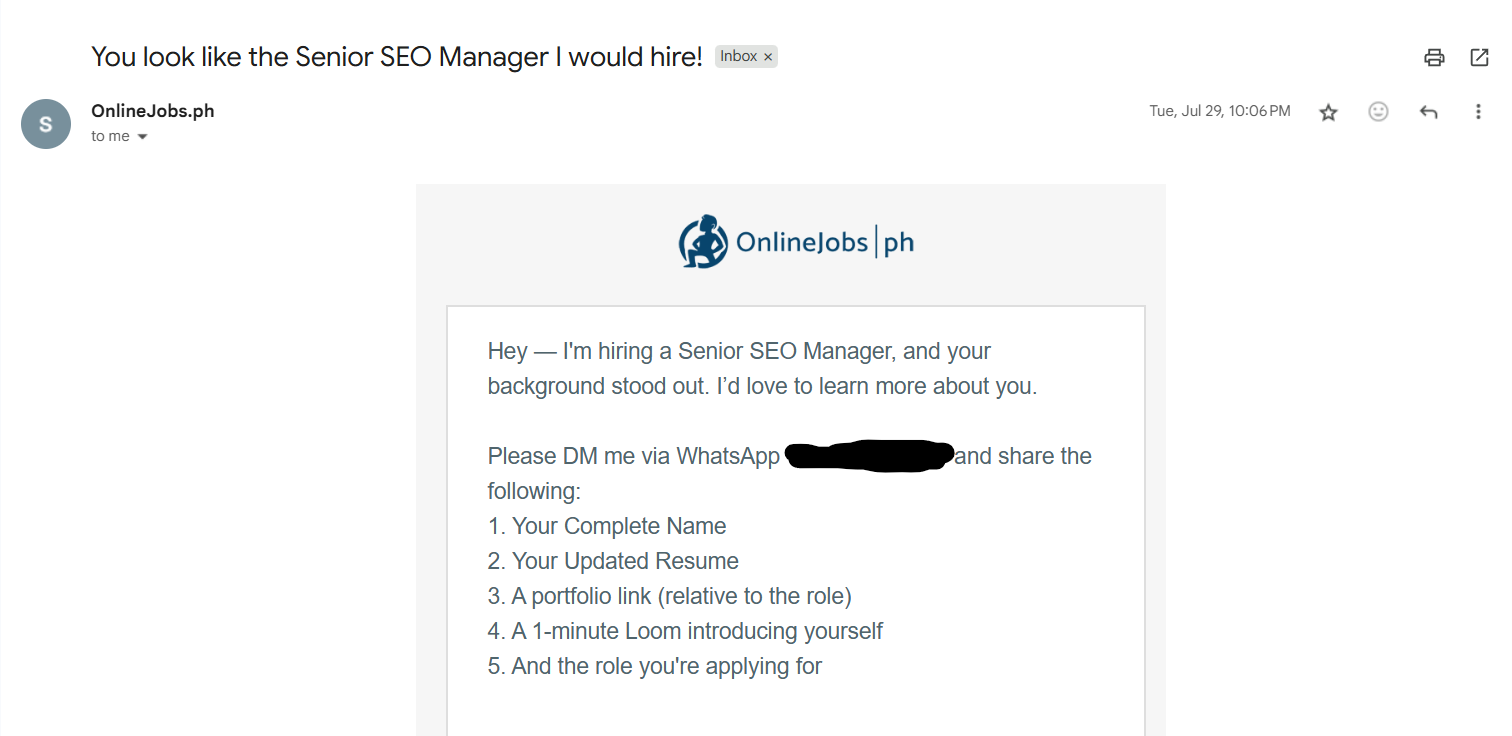 You look like the Senior SEO Manager I would hire!
Inbox ×
S
OnlineJobs.ph
Tue, Jul 29, 10:06 PM
to me
OnlineJobs|ph
Hey — I'm hiring a Senior SEO Manager, and your
background stood out. I’d love to learn more about you.
Please DM me via WhatsApp and share the
following:
1. Your Complete Name
2. Your Updated Resume
3. A portfolio link (relative to the role)
4. A 1-minute Loom introducing yourself
5. And the role you're applying for